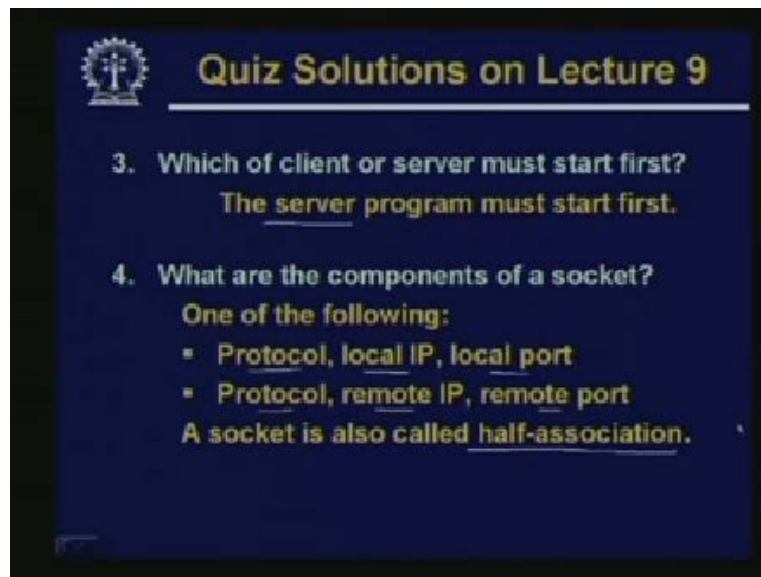 Quiz Solutions on Lecture 9
3. Which of client or server must start first?
The server program must start first.
4. What are the components of a socket?
One of the following:
▪ Protocol, local IP, local port
▪ Protocol, remote IP, remote port
A socket is also called half-association.